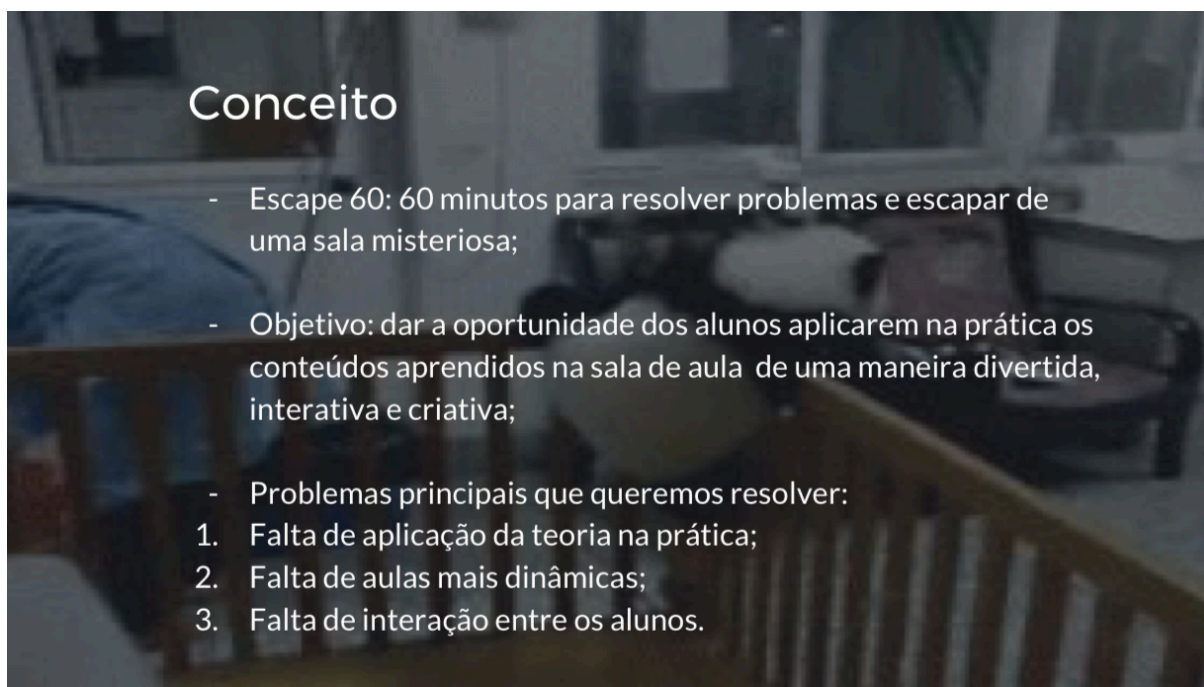 Conceito
- Escape 60: 60 minutos para resolver problemas e escapar de
uma sala misteriosa;
- Objetivo: dar a oportunidade dos alunos aplicarem na prática os
conteúdos aprendidos na sala de aula  de uma maneira divertida,
interativa e criativa;
- Problemas principais que queremos resolver:
1. Falta de aplicação da teoria na prática;
2. Falta de aulas mais dinâmicas;
3. Falta de interação entre os alunos.